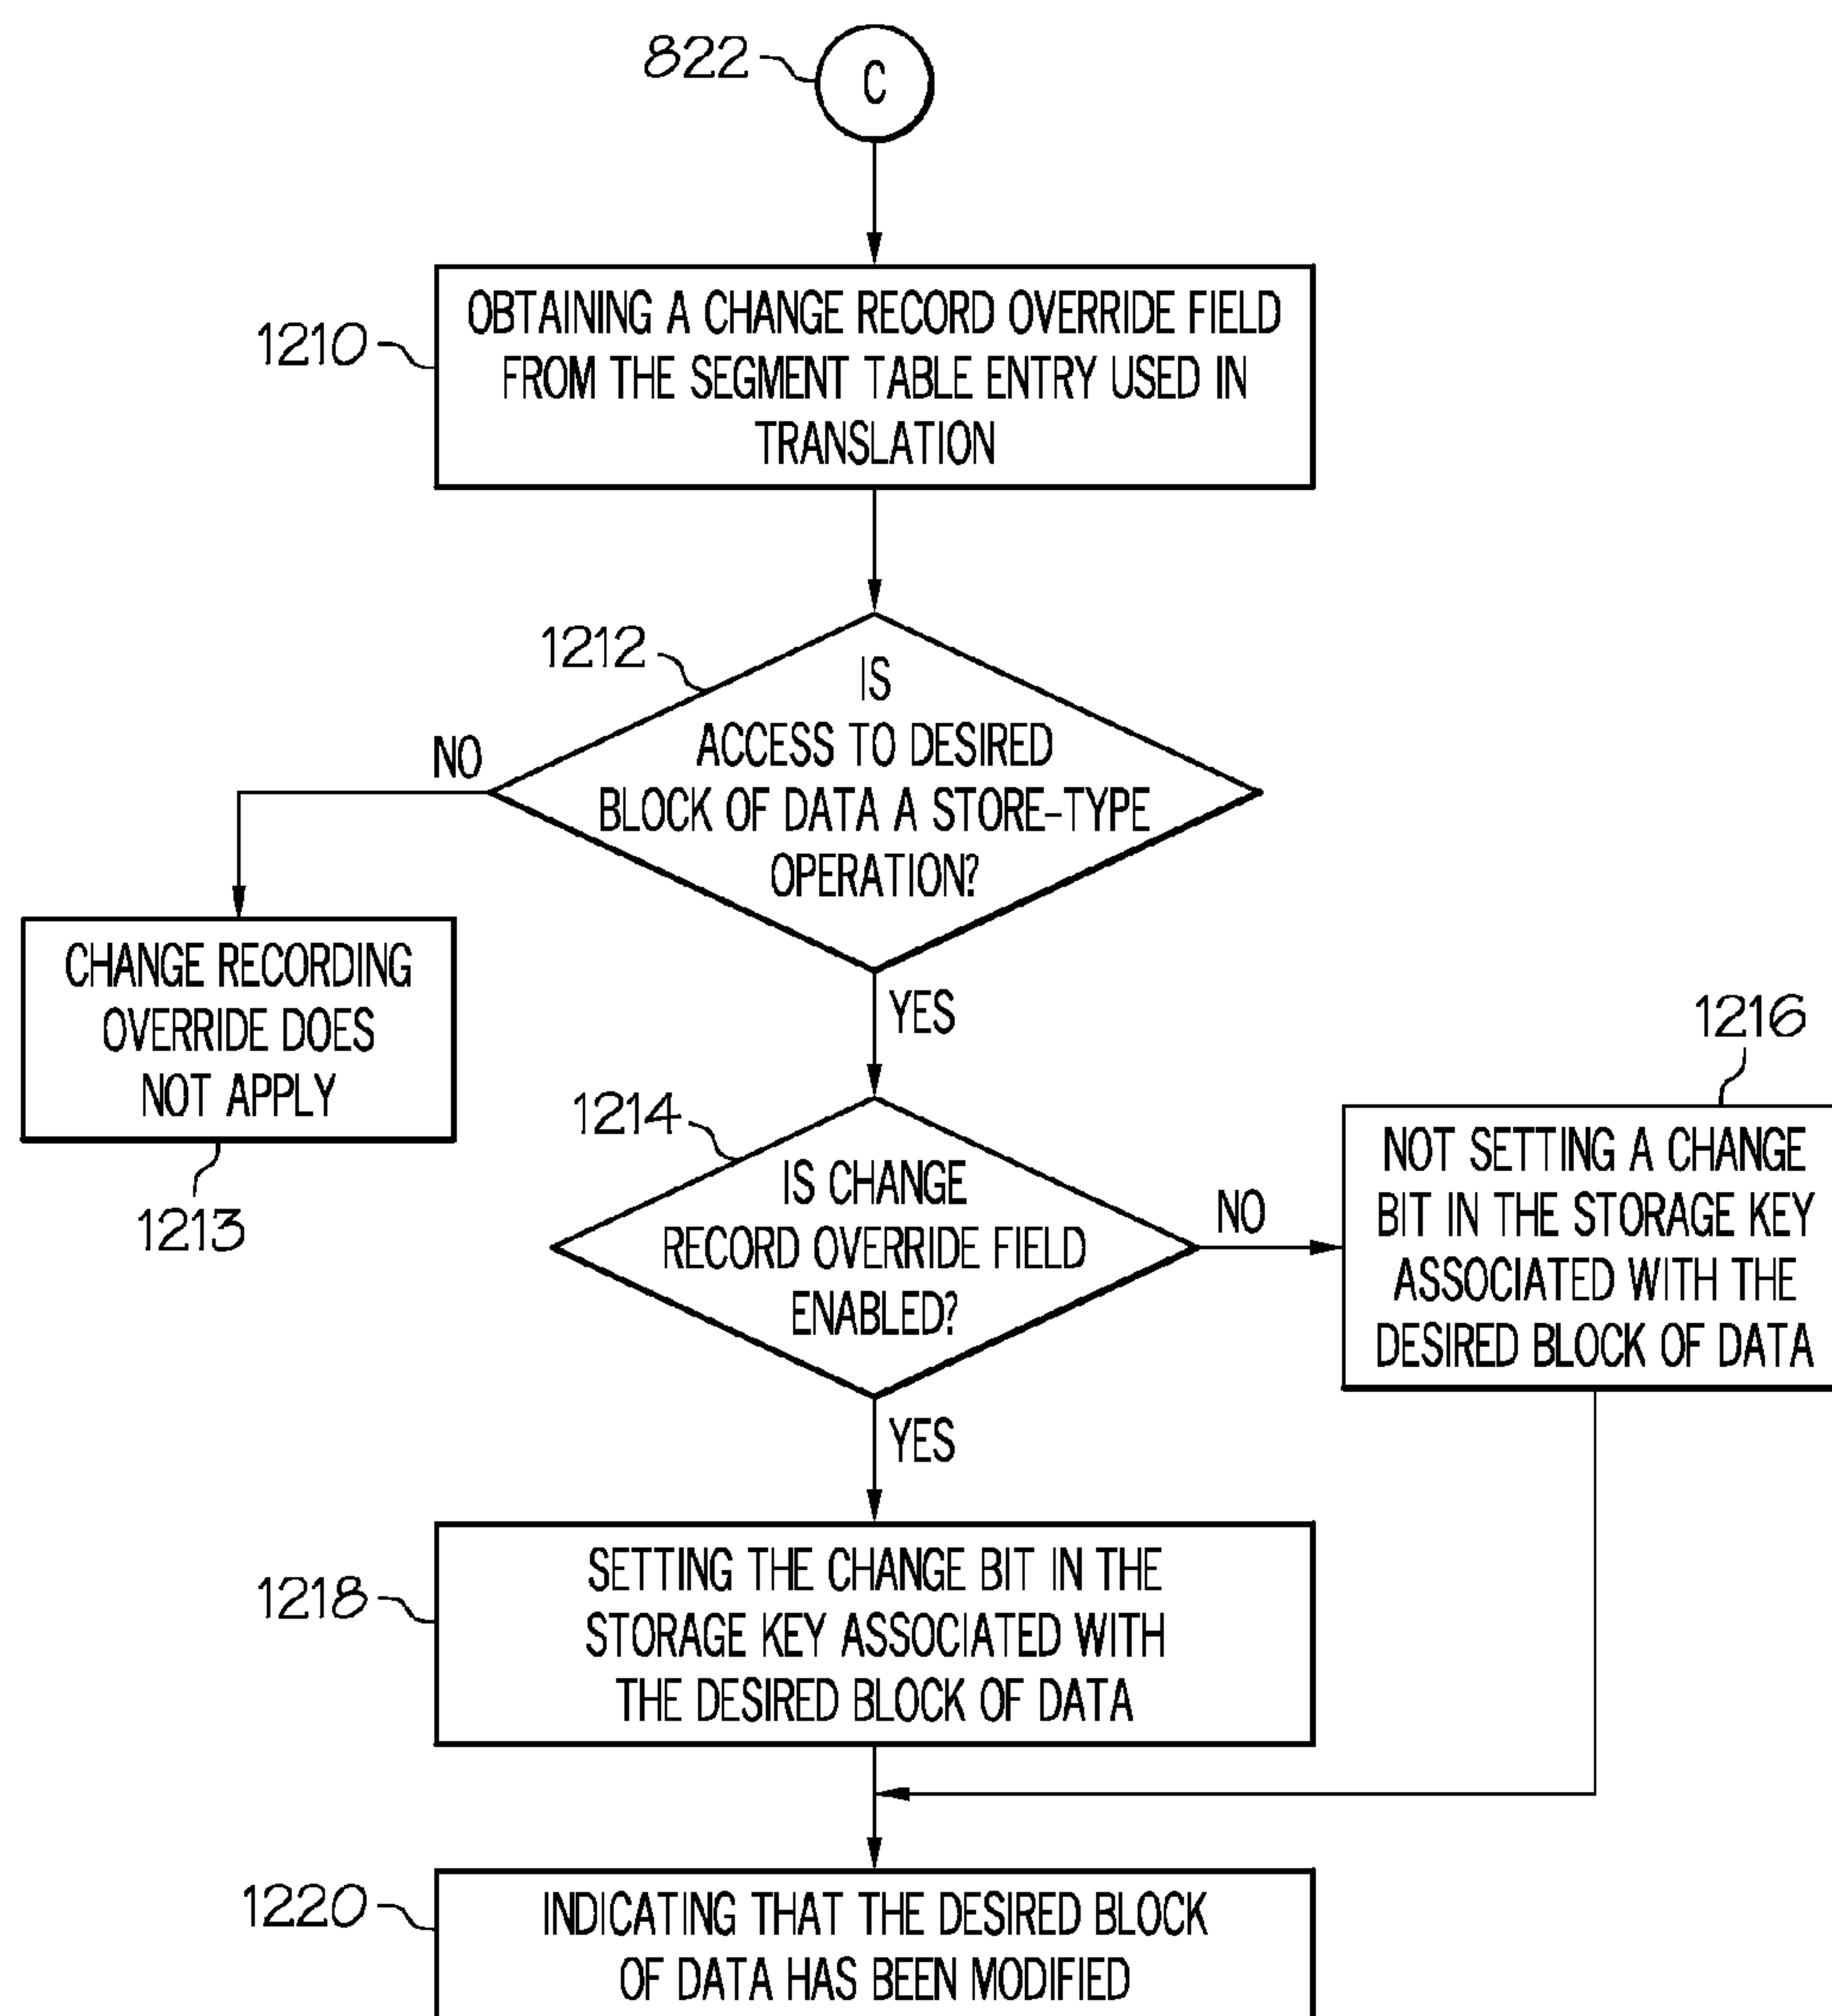 822
C
1210
OBTAINING A CHANGE RECORD OVERRIDE FIELD
FROM THE SEGMENT TABLE ENTRY USED IN
TRANSLATION
1212
IS
ACCESS TO DESIRED
BLOCK OF DATA A STORE-TYPE
OPERATION?
NO
CHANGE RECORDING
OVERRIDE DOES
NOT APPLY
1213
YES
1214
IS CHANGE
RECORD OVERRIDE FIELD
ENABLED?
NO
1216
NOT SETTING A CHANGE
BIT IN THE STORAGE KEY
ASSOCIATED WITH THE
DESIRED BLOCK OF DATA
YES
1218
SETTING THE CHANGE BIT IN THE
STORAGE KEY ASSOCIATED WITH
THE DESIRED BLOCK OF DATA
1220
INDICATING THAT THE DESIRED BLOCK
OF DATA HAS BEEN MODIFIED